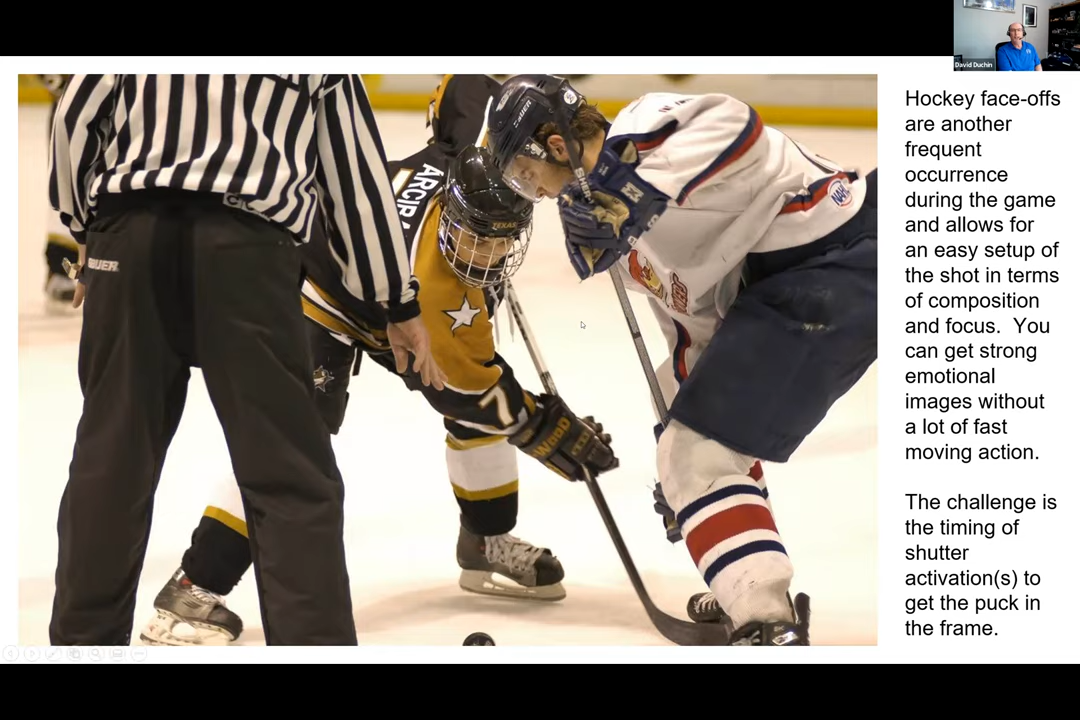 David Duchin
Hockey face-offs
are another
frequent
occurrence
during the game
and allows for
an easy setup of
the shot in terms
of composition
and focus.  You
can get strong
emotional
images without
a lot of fast
moving action.
The challenge is
the timing of
shutter
activation(s) to
get the puck in
the frame.
BAUER
TEXAS
7
BAUER